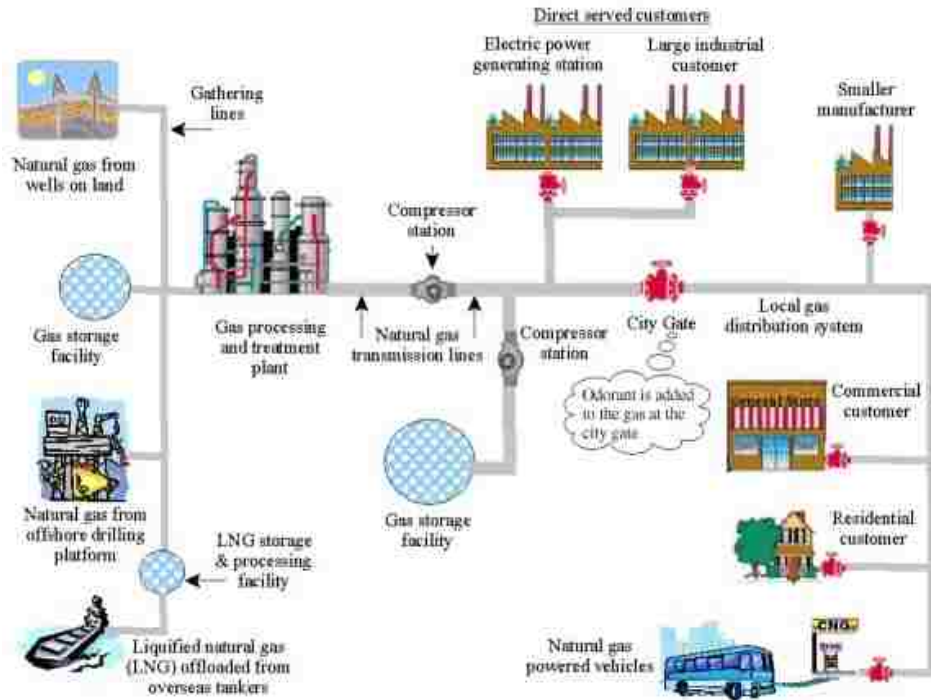 Direct served customers
Electric power
generating station
Large industrial
customer
Smaller
manufacturer
Gathering
lines
Natural gas from
wells on land
Compressor
station
Gas storage
facility
Gas processing
and treatment
plant
Natural gas
transmission lines
Compressor
station
City Gate
Local gas
distribution system
Odorant is added
to the gas at the
city gate
General Store
Commercial
customer
Natural gas from
offshore drilling
platform
LNG storage
& processing
facility
Gas storage
facility
Residential
customer
Liquified natural gas
(LNG) offloaded from
overseas tankers
Natural gas
powered vehicles
CNG